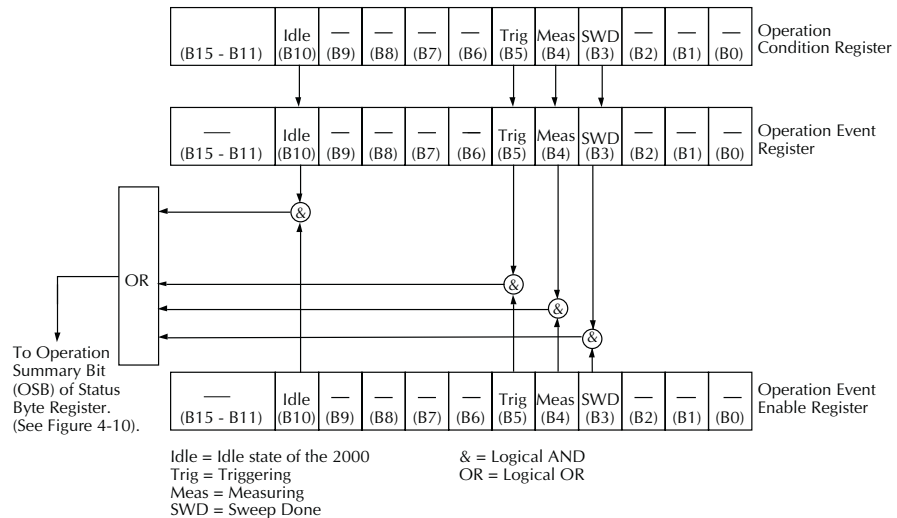 Idle Trig Meas SWD
(B15 - B11) (B10) (B9) (B8) (B7) (B6) (B5) (B4) (B3) (B2) (B1) (B0)
Operation
Condition Register
— Idle — — — — Trig Meas SWD — — —
(B15 - B11) (B10) (B9) (B8) (B7) (B6) (B5) (B4) (B3) (B2) (B1) (B0)
Operation Event
Register
&
OR
&
&
&
To Operation
Summary Bit
(OSB) of Status
Byte Register.
(See Figure 4-10).
— Idle — — — — Trig Meas SWD — — —
(B15 - B11) (B10) (B9) (B8) (B7) (B6) (B5) (B4) (B3) (B2) (B1) (B0)
Operation Event
Enable Register
Idle = Idle state of the 2000
Trig = Triggering
Meas = Measuring
SWD = Sweep Done
& = Logical AND
OR = Logical OR